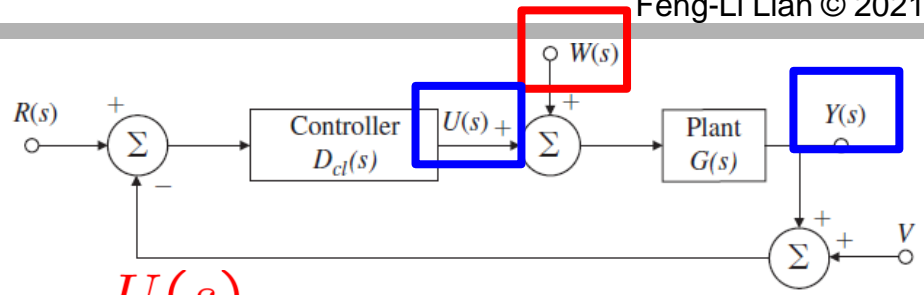 Feng-Li Lian © 2021
W(s)
R(s) + Controller U(s) + + Plant Y(s)
Σ D_cl(s) Σ G(s)
−
+ + V
Σ
U(s)